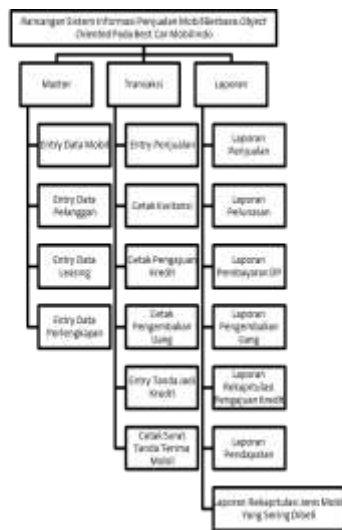 Rancangan Sistem Informasi Penjualan Mobil Berbasis Object
Oriented Pada Best Car Mobilindo
Master
Transaksi
Laporan
Entry Data Mobil
Entry Data
Pelanggan
Entry Data
Leasing
Entry Data
Perlengkapan
Entry Penjualan
Cetak Kwitansi
Cetak Pengajuan
Kredit
Cetak
Pengembalian
Uang
Entry Tanda Jadi
Kredit
Cetak Surat
Tanda Terima
Mobil
Laporan
Penjualan
Laporan
Pelunasan
Laporan
Pembayaran DP
Laporan
Pengembalian
Uang
Laporan
Rekapitulasi
Pengajuan Kredit
Laporan
Pendapatan
Laporan Rekapitulasi Jenis Mobil
Yang Sering Dibeli